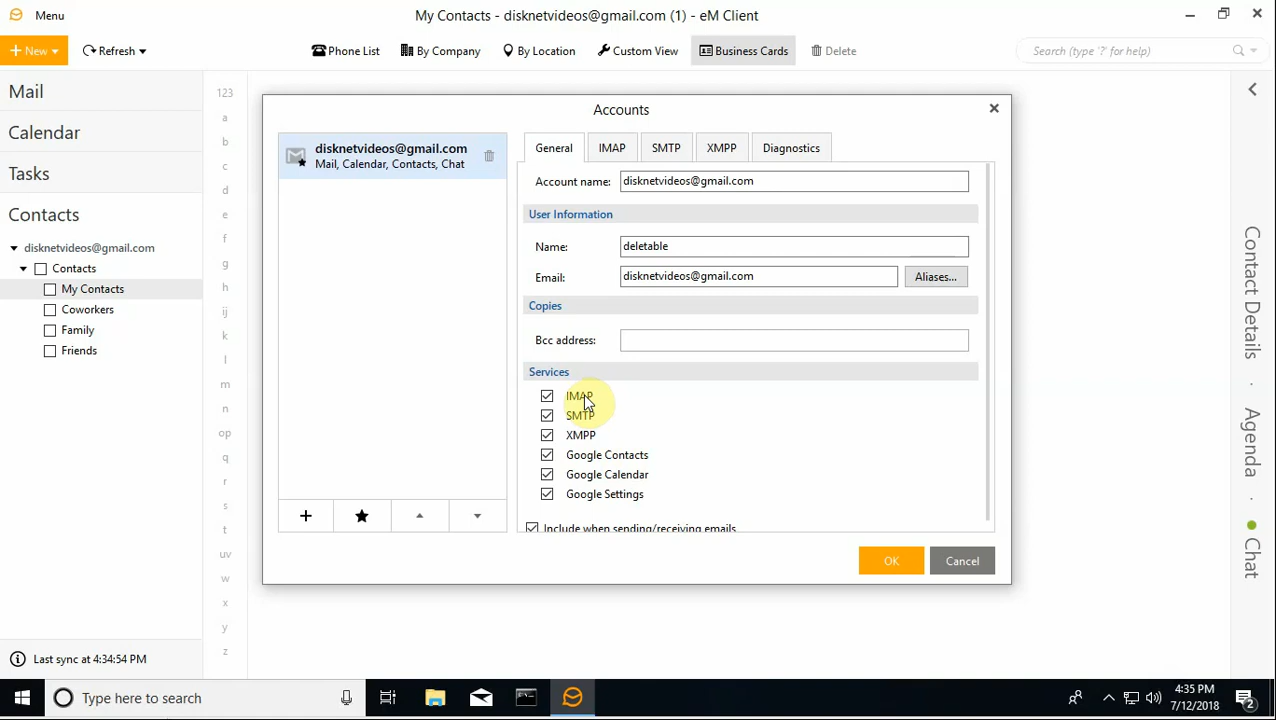 Menu
My Contacts - disknetvideos@gmail.com (1) - eM Client
New
Refresh
Phone List
By Company
By Location
Custom View
Business Cards
Delete
Search (type '?' for help)
Mail
Calendar
Tasks
Contacts
disknetvideos@gmail.com
Contacts
My Contacts
Coworkers
Family
Friends
Last sync at 4:34:54 PM
123
a
b
c
d
e
f
g
h
ij
k
l
m
n
op
q
r
s
t
uv
w
x
y
z
Accounts
disknetvideos@gmail.com
Mail, Calendar, Contacts, Chat
General
IMAP
SMTP
XMPP
Diagnostics
Account name: disknetvideos@gmail.com
User Information
Name: deletable
Email: disknetvideos@gmail.com
Aliases...
Copies
Bcc address:
Services
IMAP
SMTP
XMPP
Google Contacts
Google Calendar
Google Settings
Include when sending/receiving emails
OK
Cancel
Contact Details
Agenda
Chat
Type here to search
4:35 PM
7/12/2018
2